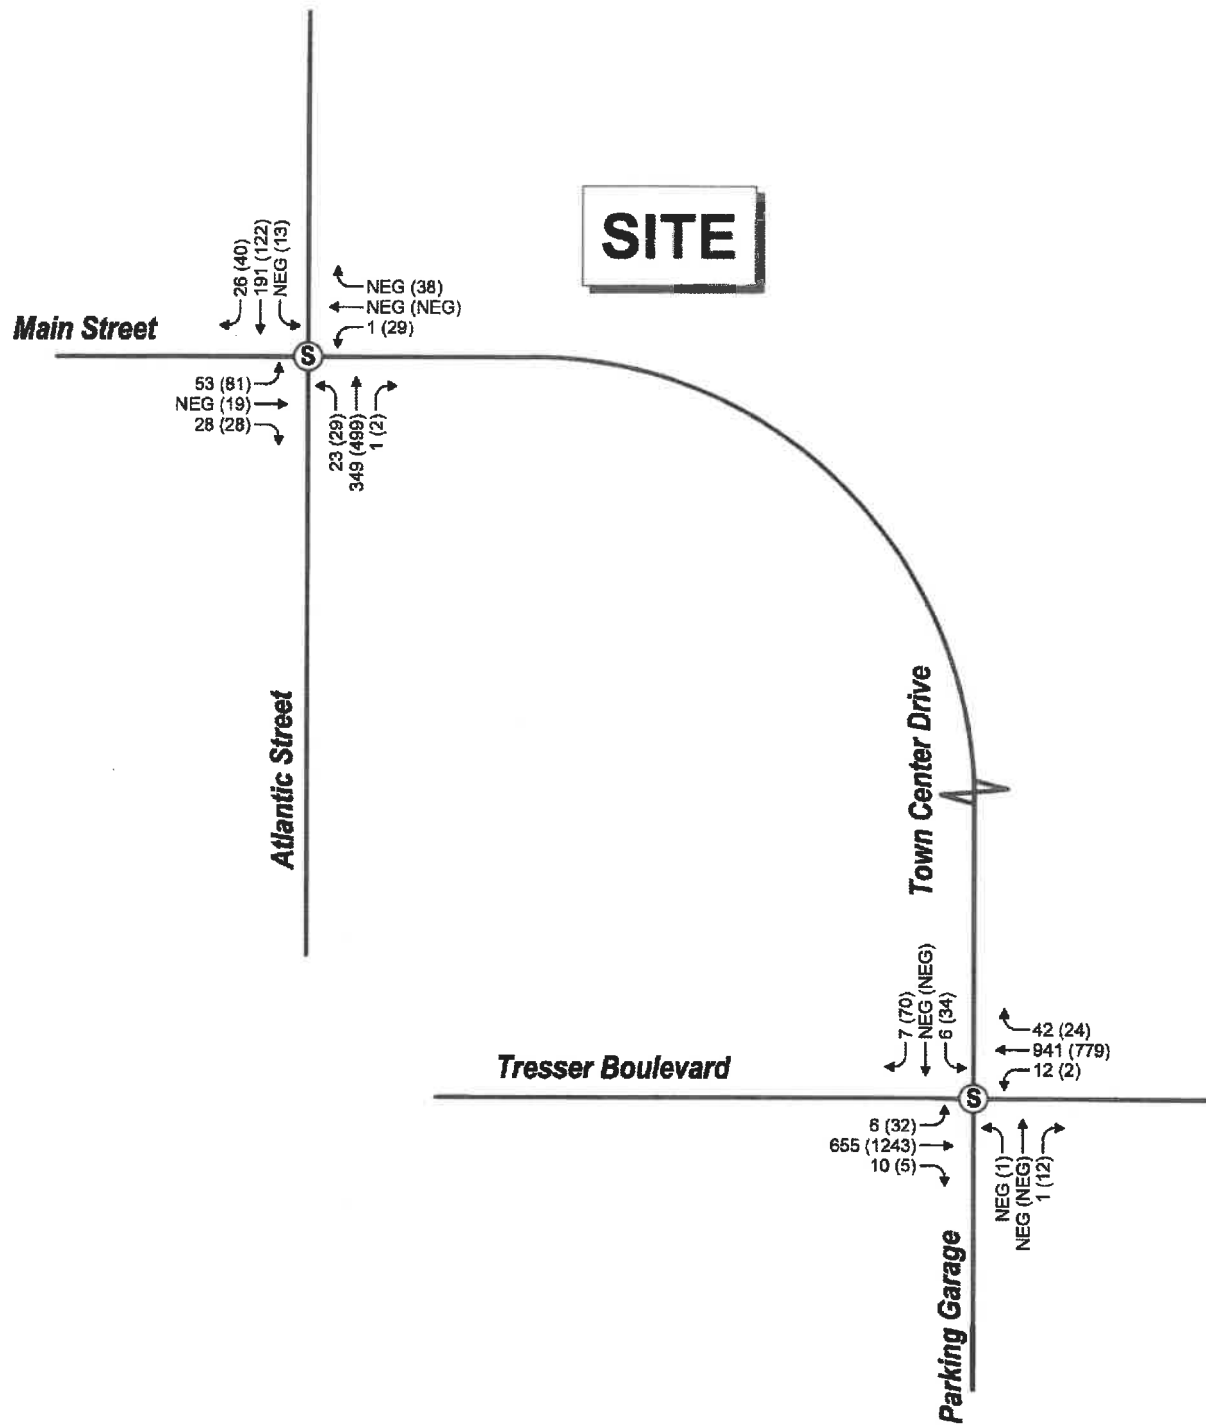 SITE
26 (40)
191 (122)
NEG (13)
NEG (38)
NEG (NEG)
1 (29)
Main Street
S
53 (81)
NEG (19)
28 (28)
23 (29)
349 (499)
1 (2)
Atlantic Street
Town Center Drive
7 (70)
NEG (NEG)
6 (34)
42 (24)
941 (779)
12 (2)
Tresser Boulevard
S
6 (32)
655 (1243)
10 (5)
NEG (1)
NEG (NEG)
1 (12)
Parking Garage